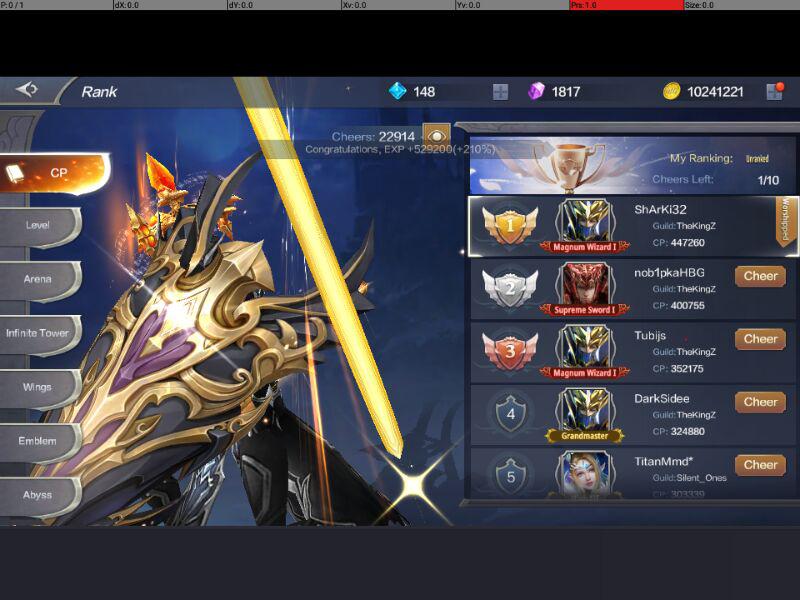 P: 0 / 1 dX: 0.0 dY: 0.0 Xv: 0.0 Yv: 0.0 Prs: 1.0 Size: 0.0
Rank 148 1817 10241221
Cheers: 22914
Congratulations, EXP +529200(+210%)
CP
Level
Arena
Infinite Tower
Wings
Emblem
Abyss
My Ranking: Unranked
Cheers Left: 1/10
1
Magnum Wizard I
ShArKi32
Guild:TheKingZ
CP: 447260
Worshipped
2
Supreme Sword I
nob1pkaHBG
Guild:TheKingZ
CP: 400755
Cheer
3
Magnum Wizard I
Tubijs
Guild:TheKingZ
CP: 352175
Cheer
4
Grandmaster
DarkSidee
Guild:TheKingZ
CP: 324880
Cheer
5
TitanMmd*
Guild:Silent_Ones
CP: 303339
Cheer